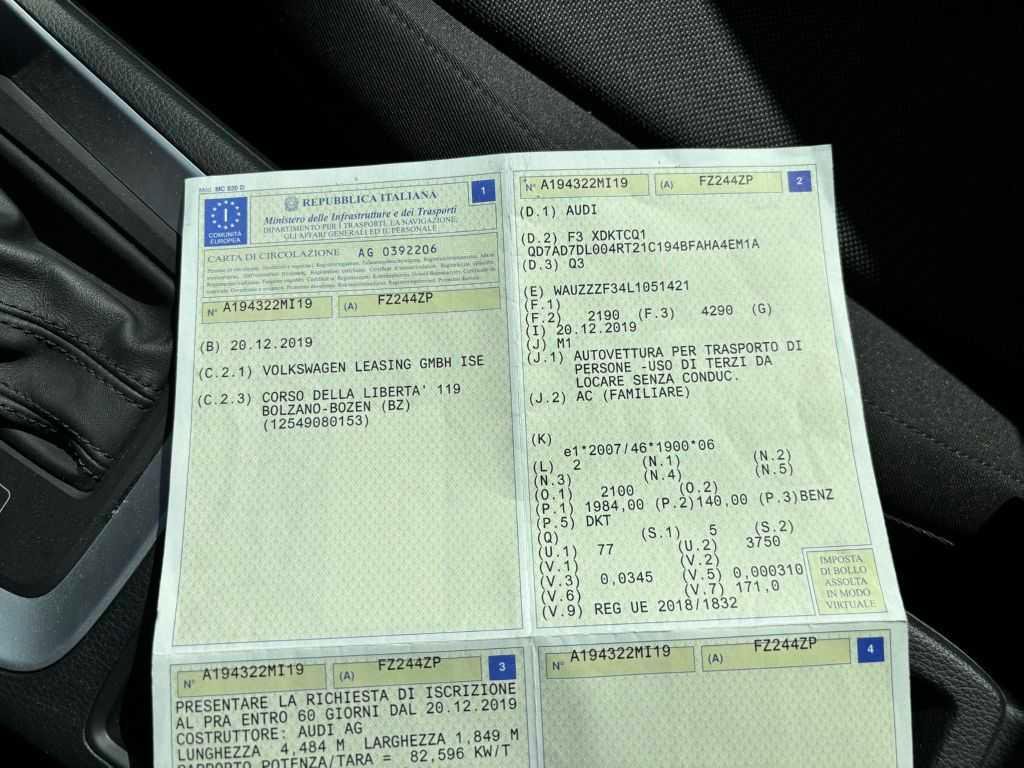 Mod. MC 820 D
REPUBBLICA ITALIANA
Ministero delle Infrastrutture e dei Trasporti
DIPARTIMENTO PER I TRASPORTI, LA NAVIGAZIONE,
GLI AFFARI GENERALI ED IL PERSONALE
1
I
COMUNITÀ
EUROPEA
CARTA DI CIRCOLAZIONE AG 0392206
N° A194322MI19 (A) FZ244ZP
(B) 20.12.2019
(C.2.1) VOLKSWAGEN LEASING GMBH ISE
(C.2.3) CORSO DELLA LIBERTA' 119
BOLZANO-BOZEN (BZ)
(12549080153)
N° A194322MI19 (A) FZ244ZP 2
(D.1) AUDI
(D.2) F3 XDKTCQ1
QD7AD7DL004RT21C194BFAHA4EM1A
(D.3) Q3
(E) WAUZZZF34L1051421
(F.1)
(F.2) 2190 (F.3) 4290 (G)
(I) 20.12.2019
(J) M1
(J.1) AUTOVETTURA PER TRASPORTO DI
PERSONE -USO DI TERZI DA
LOCARE SENZA CONDUC.
(J.2) AC (FAMILIARE)
(K)
e1*2007/46*1900*06
(L) 2 (N.1) (N.2)
(N.3) (N.4) (N.5)
(O.1) 2100 (O.2)
(P.1) 1984,00 (P.2)140,00 (P.3)BENZ
(P.5) DKT
(Q) (S.1) 5 (S.2)
(U.1) 77 (U.2) 3750
(V.1) (V.2)
(V.3) 0,0345 (V.5) 0,000310
(V.6) (V.7) 171,0
(V.9) REG UE 2018/1832
IMPOSTA
DI BOLLO
ASSOLTA
IN MODO
VIRTUALE
N° A194322MI19 (A) FZ244ZP 3
PRESENTARE LA RICHIESTA DI ISCRIZIONE
AL PRA ENTRO 60 GIORNI DAL 20.12.2019
COSTRUTTORE: AUDI AG
LUNGHEZZA 4,484 M LARGHEZZA 1,849 M
RAPPORTO POTENZA/TARA = 82,596 KW/T
N° A194322MI19 (A) FZ244ZP 4